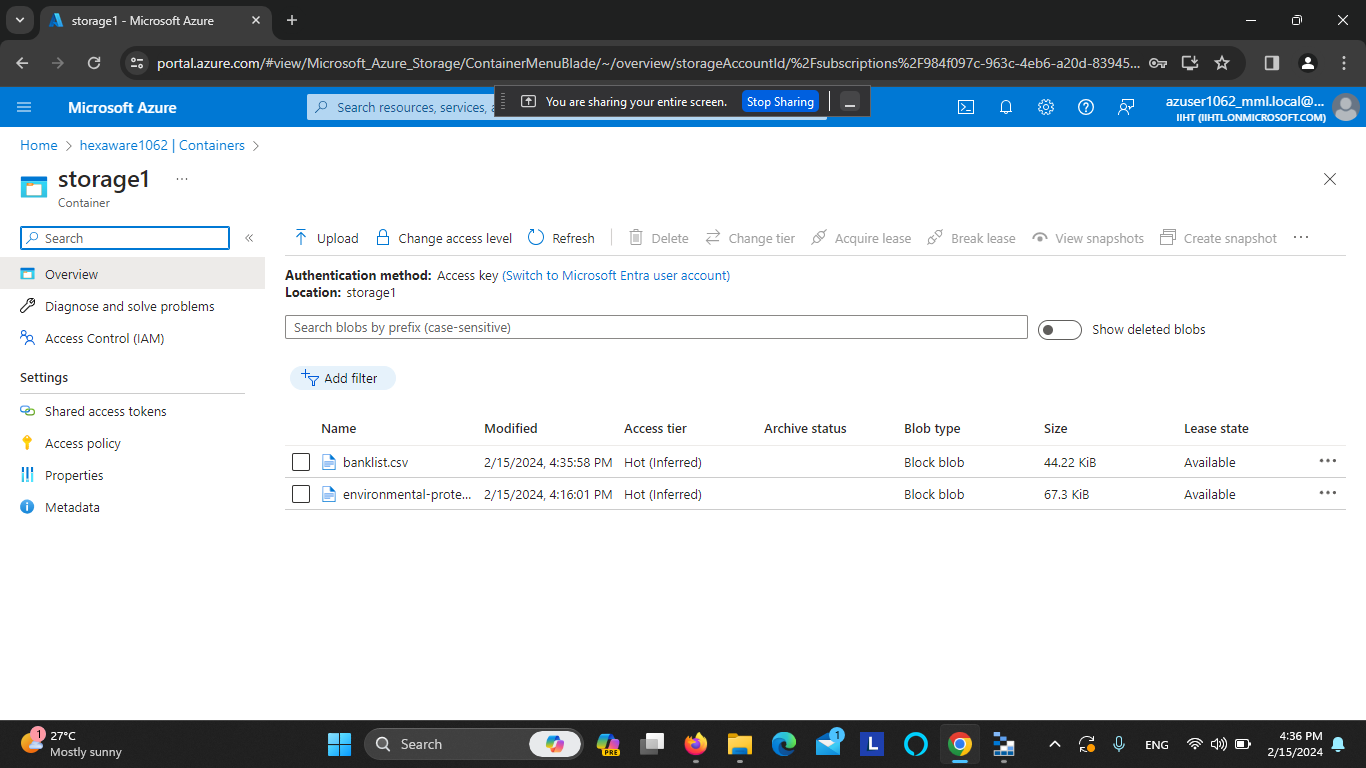 storage1 - Microsoft Azure
portal.azure.com/#view/Microsoft_Azure_Storage/ContainerMenuBlade/~/overview/storageAccountId/%2Fsubscriptions%2F984f097c-963c-4eb6-a20d-83945...
Microsoft Azure
Search resources, services, a
You are sharing your entire screen.
Stop Sharing
azuser1062_mml.local@...
IIHT (IIHTL.ONMICROSOFT.COM)
Home > hexaware1062 | Containers >
storage1 ...
Container
Search «
Upload Change access level Refresh Delete Change tier Acquire lease Break lease View snapshots Create snapshot ...
Overview
Diagnose and solve problems
Access Control (IAM)
Settings
Shared access tokens
Access policy
Properties
Metadata
Authentication method: Access key (Switch to Microsoft Entra user account)
Location: storage1
Search blobs by prefix (case-sensitive)
Show deleted blobs
Add filter
Name Modified Access tier Archive status Blob type Size Lease state
banklist.csv 2/15/2024, 4:35:58 PM Hot (Inferred) Block blob 44.22 KiB Available ...
environmental-prote... 2/15/2024, 4:16:01 PM Hot (Inferred) Block blob 67.3 KiB Available ...
1
27°C
Mostly sunny
Search
PRE
1
L
ENG
4:36 PM
2/15/2024